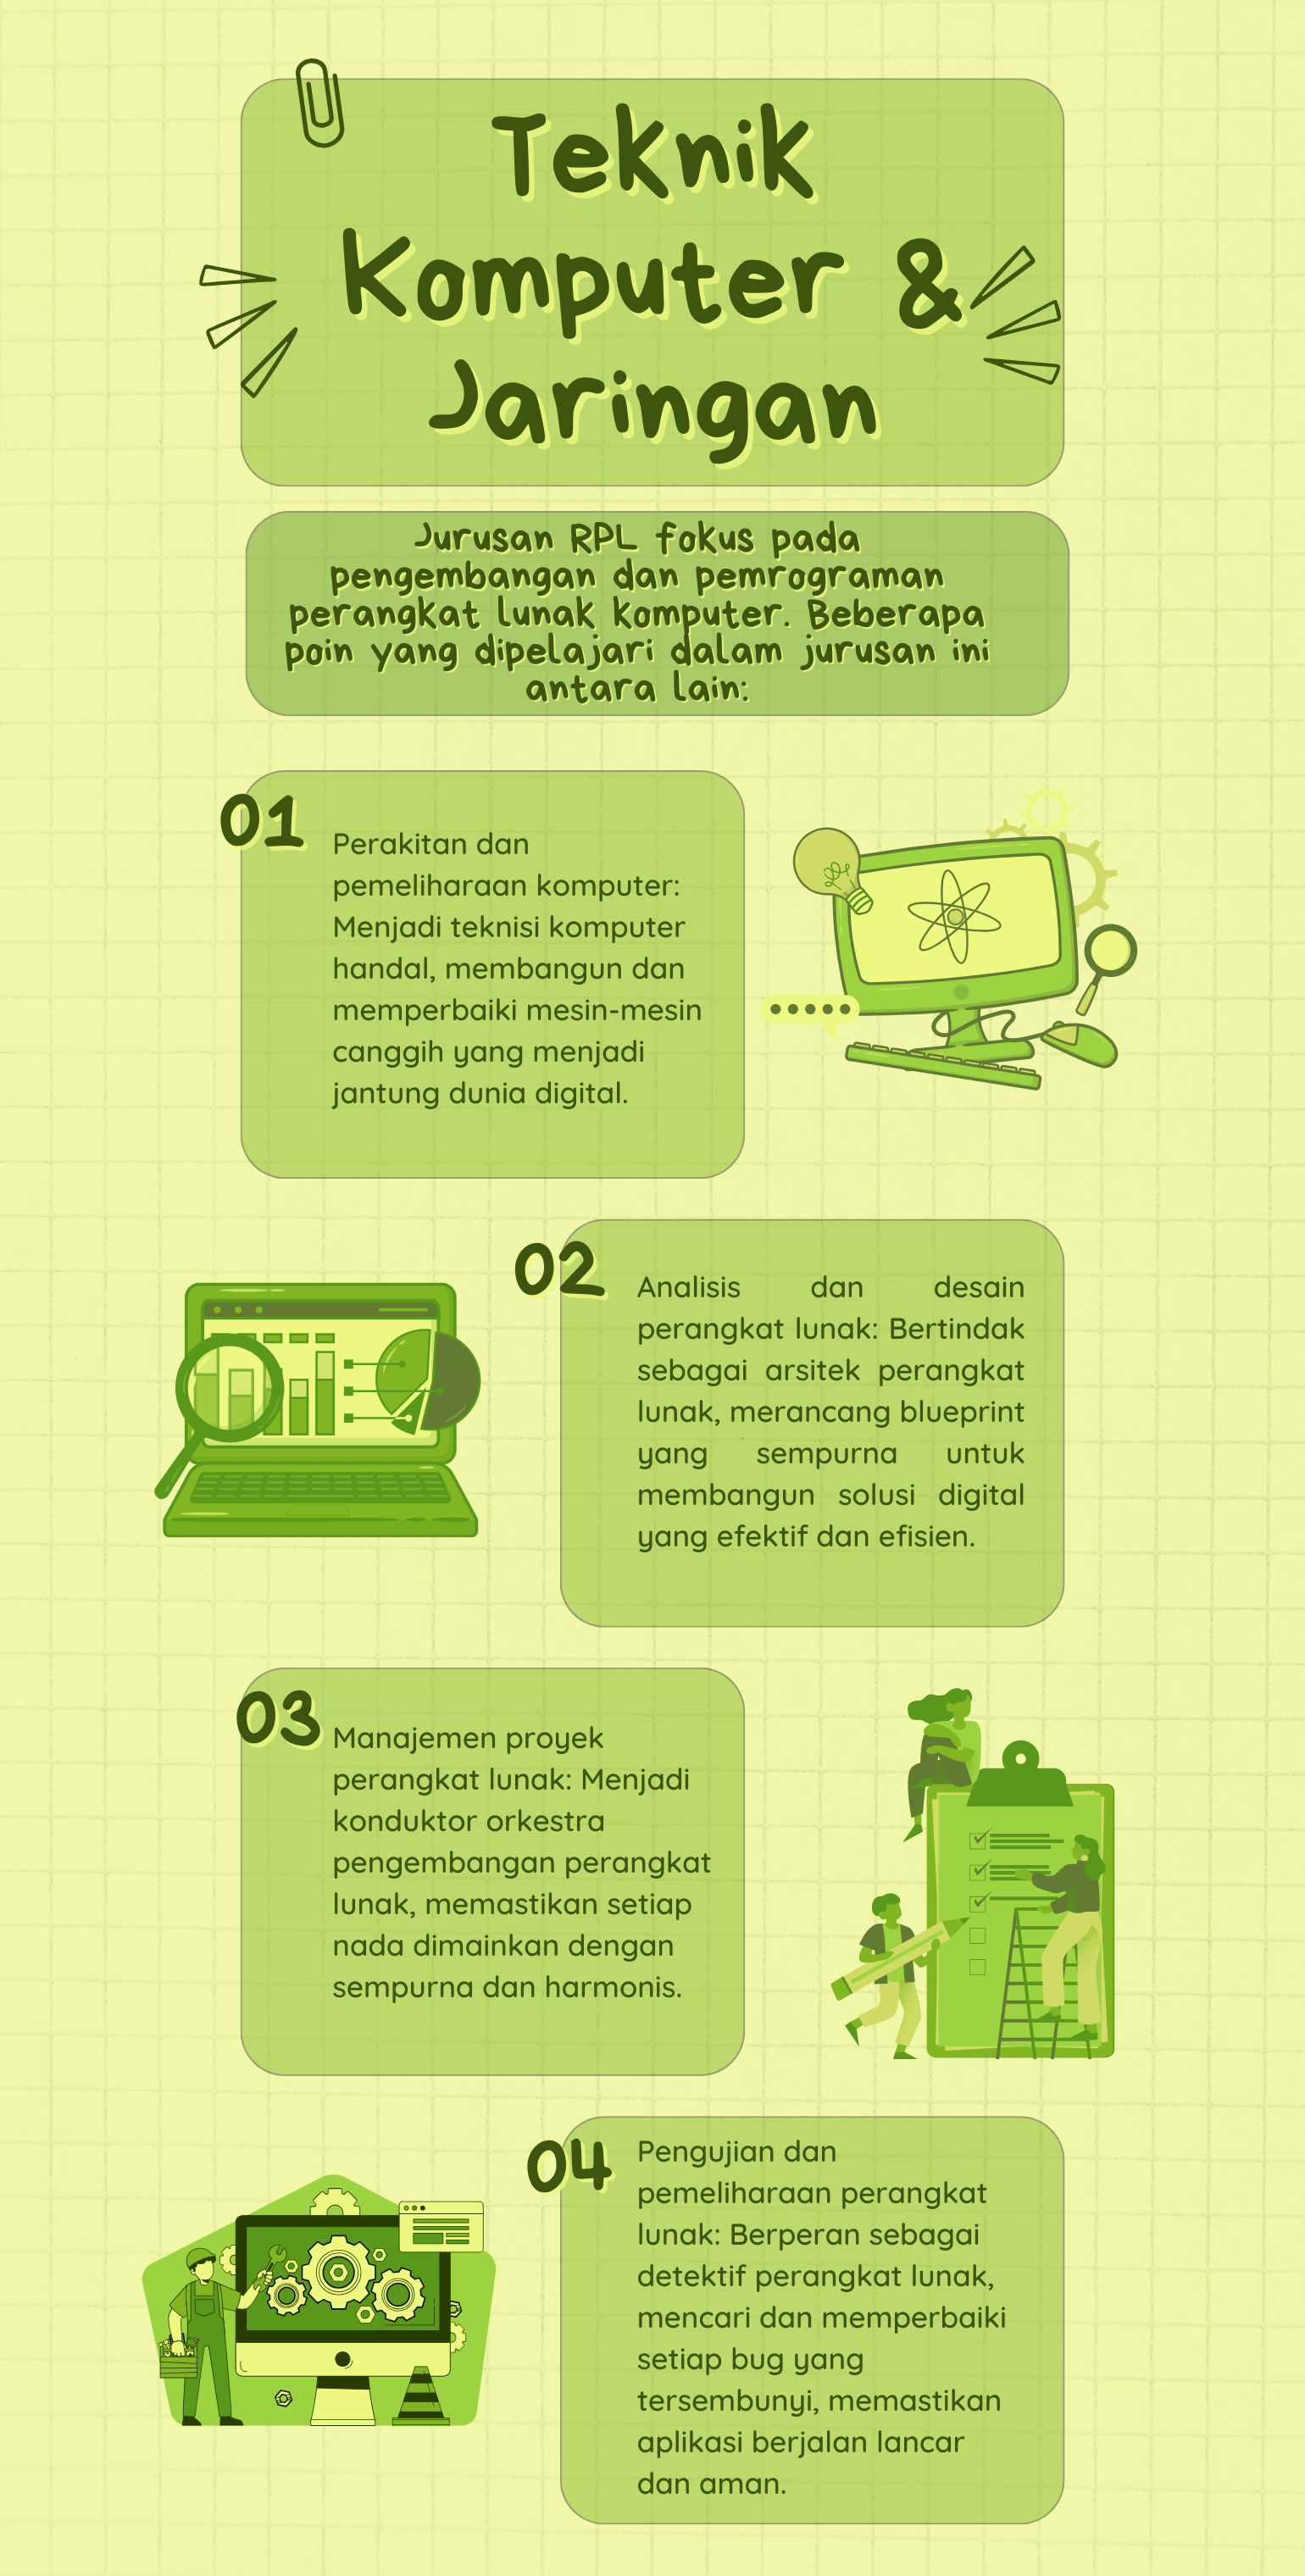 Teknik
Komputer &
Jaringan
Jurusan RPL fokus pada
pengembangan dan pemrograman
perangkat lunak komputer. Beberapa
poin yang dipelajari dalam jurusan ini
antara lain:
01
Perakitan dan
pemeliharaan komputer:
Menjadi teknisi komputer
handal, membangun dan
memperbaiki mesin-mesin
canggih yang menjadi
jantung dunia digital.
02
Analisis dan desain
perangkat lunak: Bertindak
sebagai arsitek perangkat
lunak, merancang blueprint
yang sempurna untuk
membangun solusi digital
yang efektif dan efisien.
03
Manajemen proyek
perangkat lunak: Menjadi
konduktor orkestra
pengembangan perangkat
lunak, memastikan setiap
nada dimainkan dengan
sempurna dan harmonis.
04
Pengujian dan
pemeliharaan perangkat
lunak: Berperan sebagai
detektif perangkat lunak,
mencari dan memperbaiki
setiap bug yang
tersembunyi, memastikan
aplikasi berjalan lancar
dan aman.